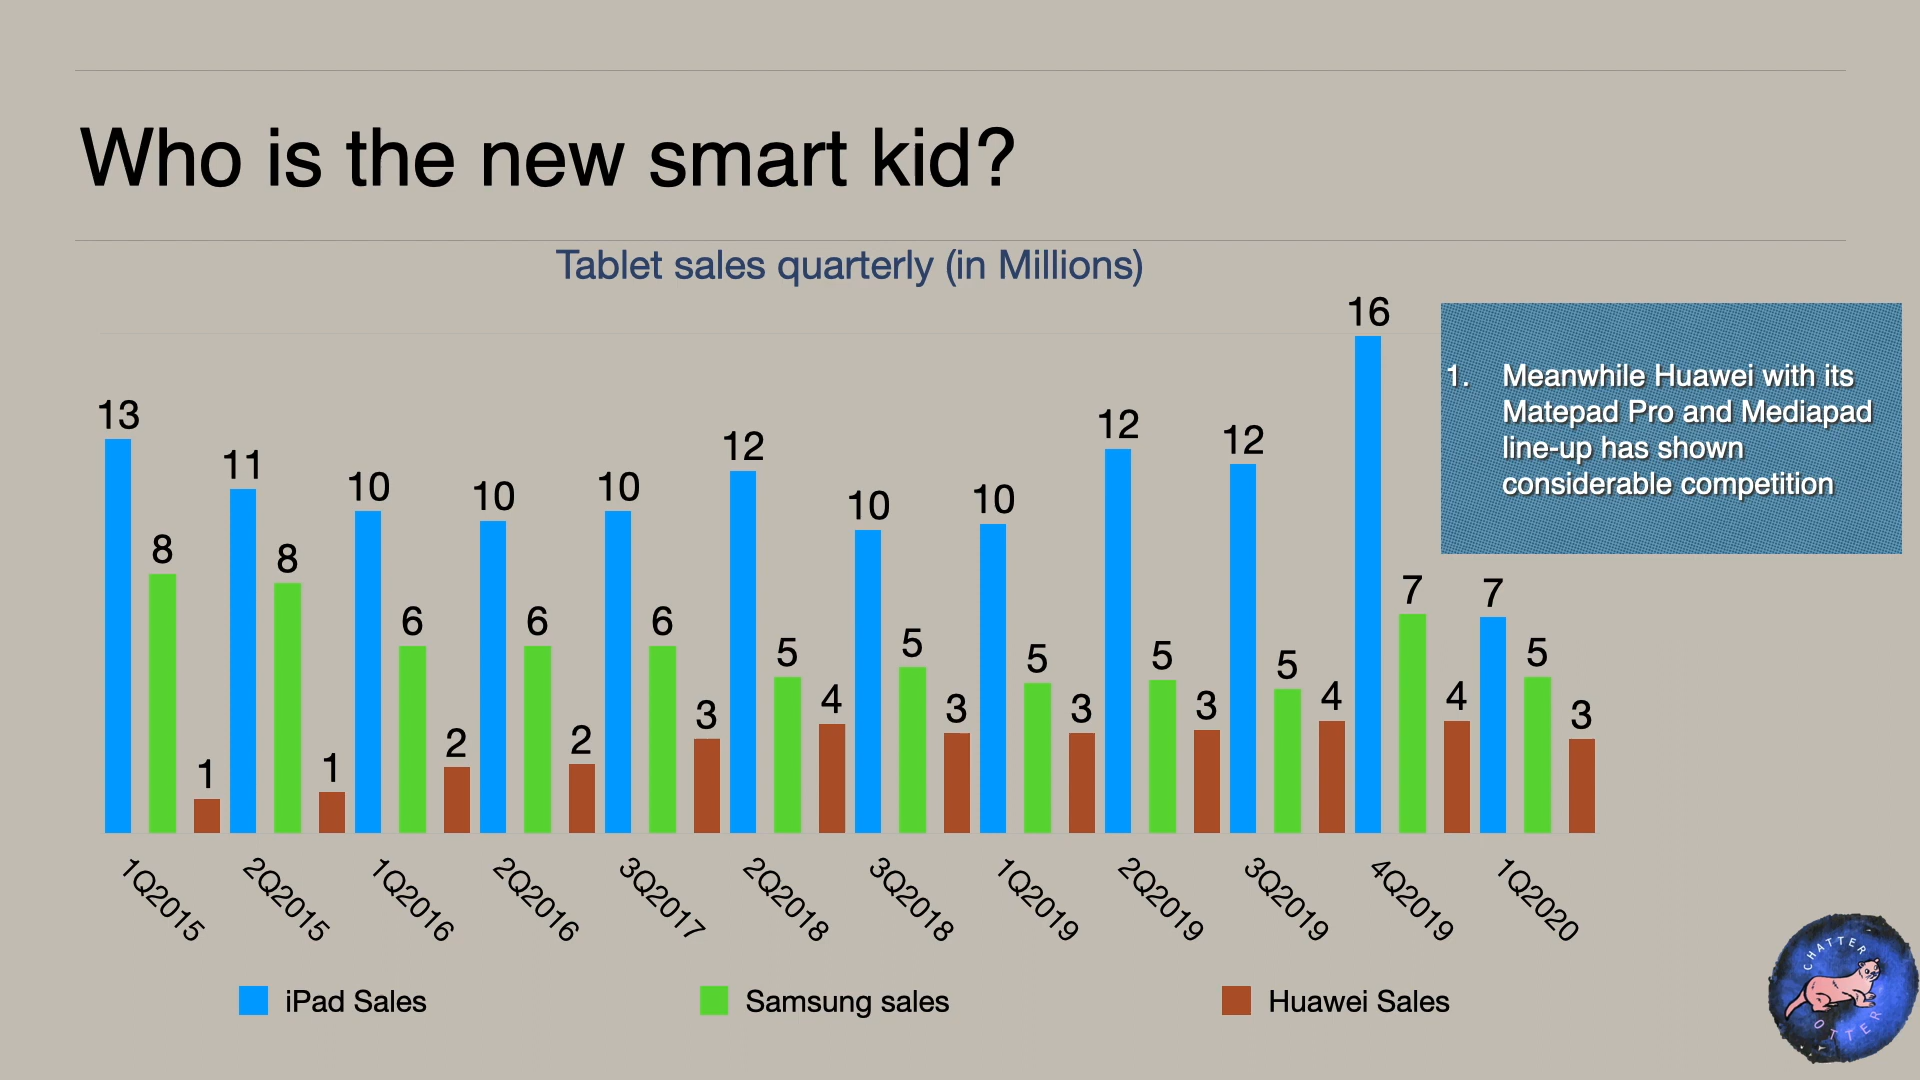 Who is the new smart kid?
Tablet sales quarterly (in Millions)
13
8
1
11
8
1
10
6
2
10
6
2
10
6
3
12
5
4
10
5
3
10
5
3
12
5
3
12
5
4
16
7
4
7
5
3
1. Meanwhile Huawei with its
Matepad Pro and Mediapad
line-up has shown
considerable competition
1Q2015
2Q2015
1Q2016
2Q2016
3Q2017
2Q2018
3Q2018
1Q2019
2Q2019
3Q2019
4Q2019
1Q2020
iPad Sales
Samsung sales
Huawei Sales
CHATTER
OTTER